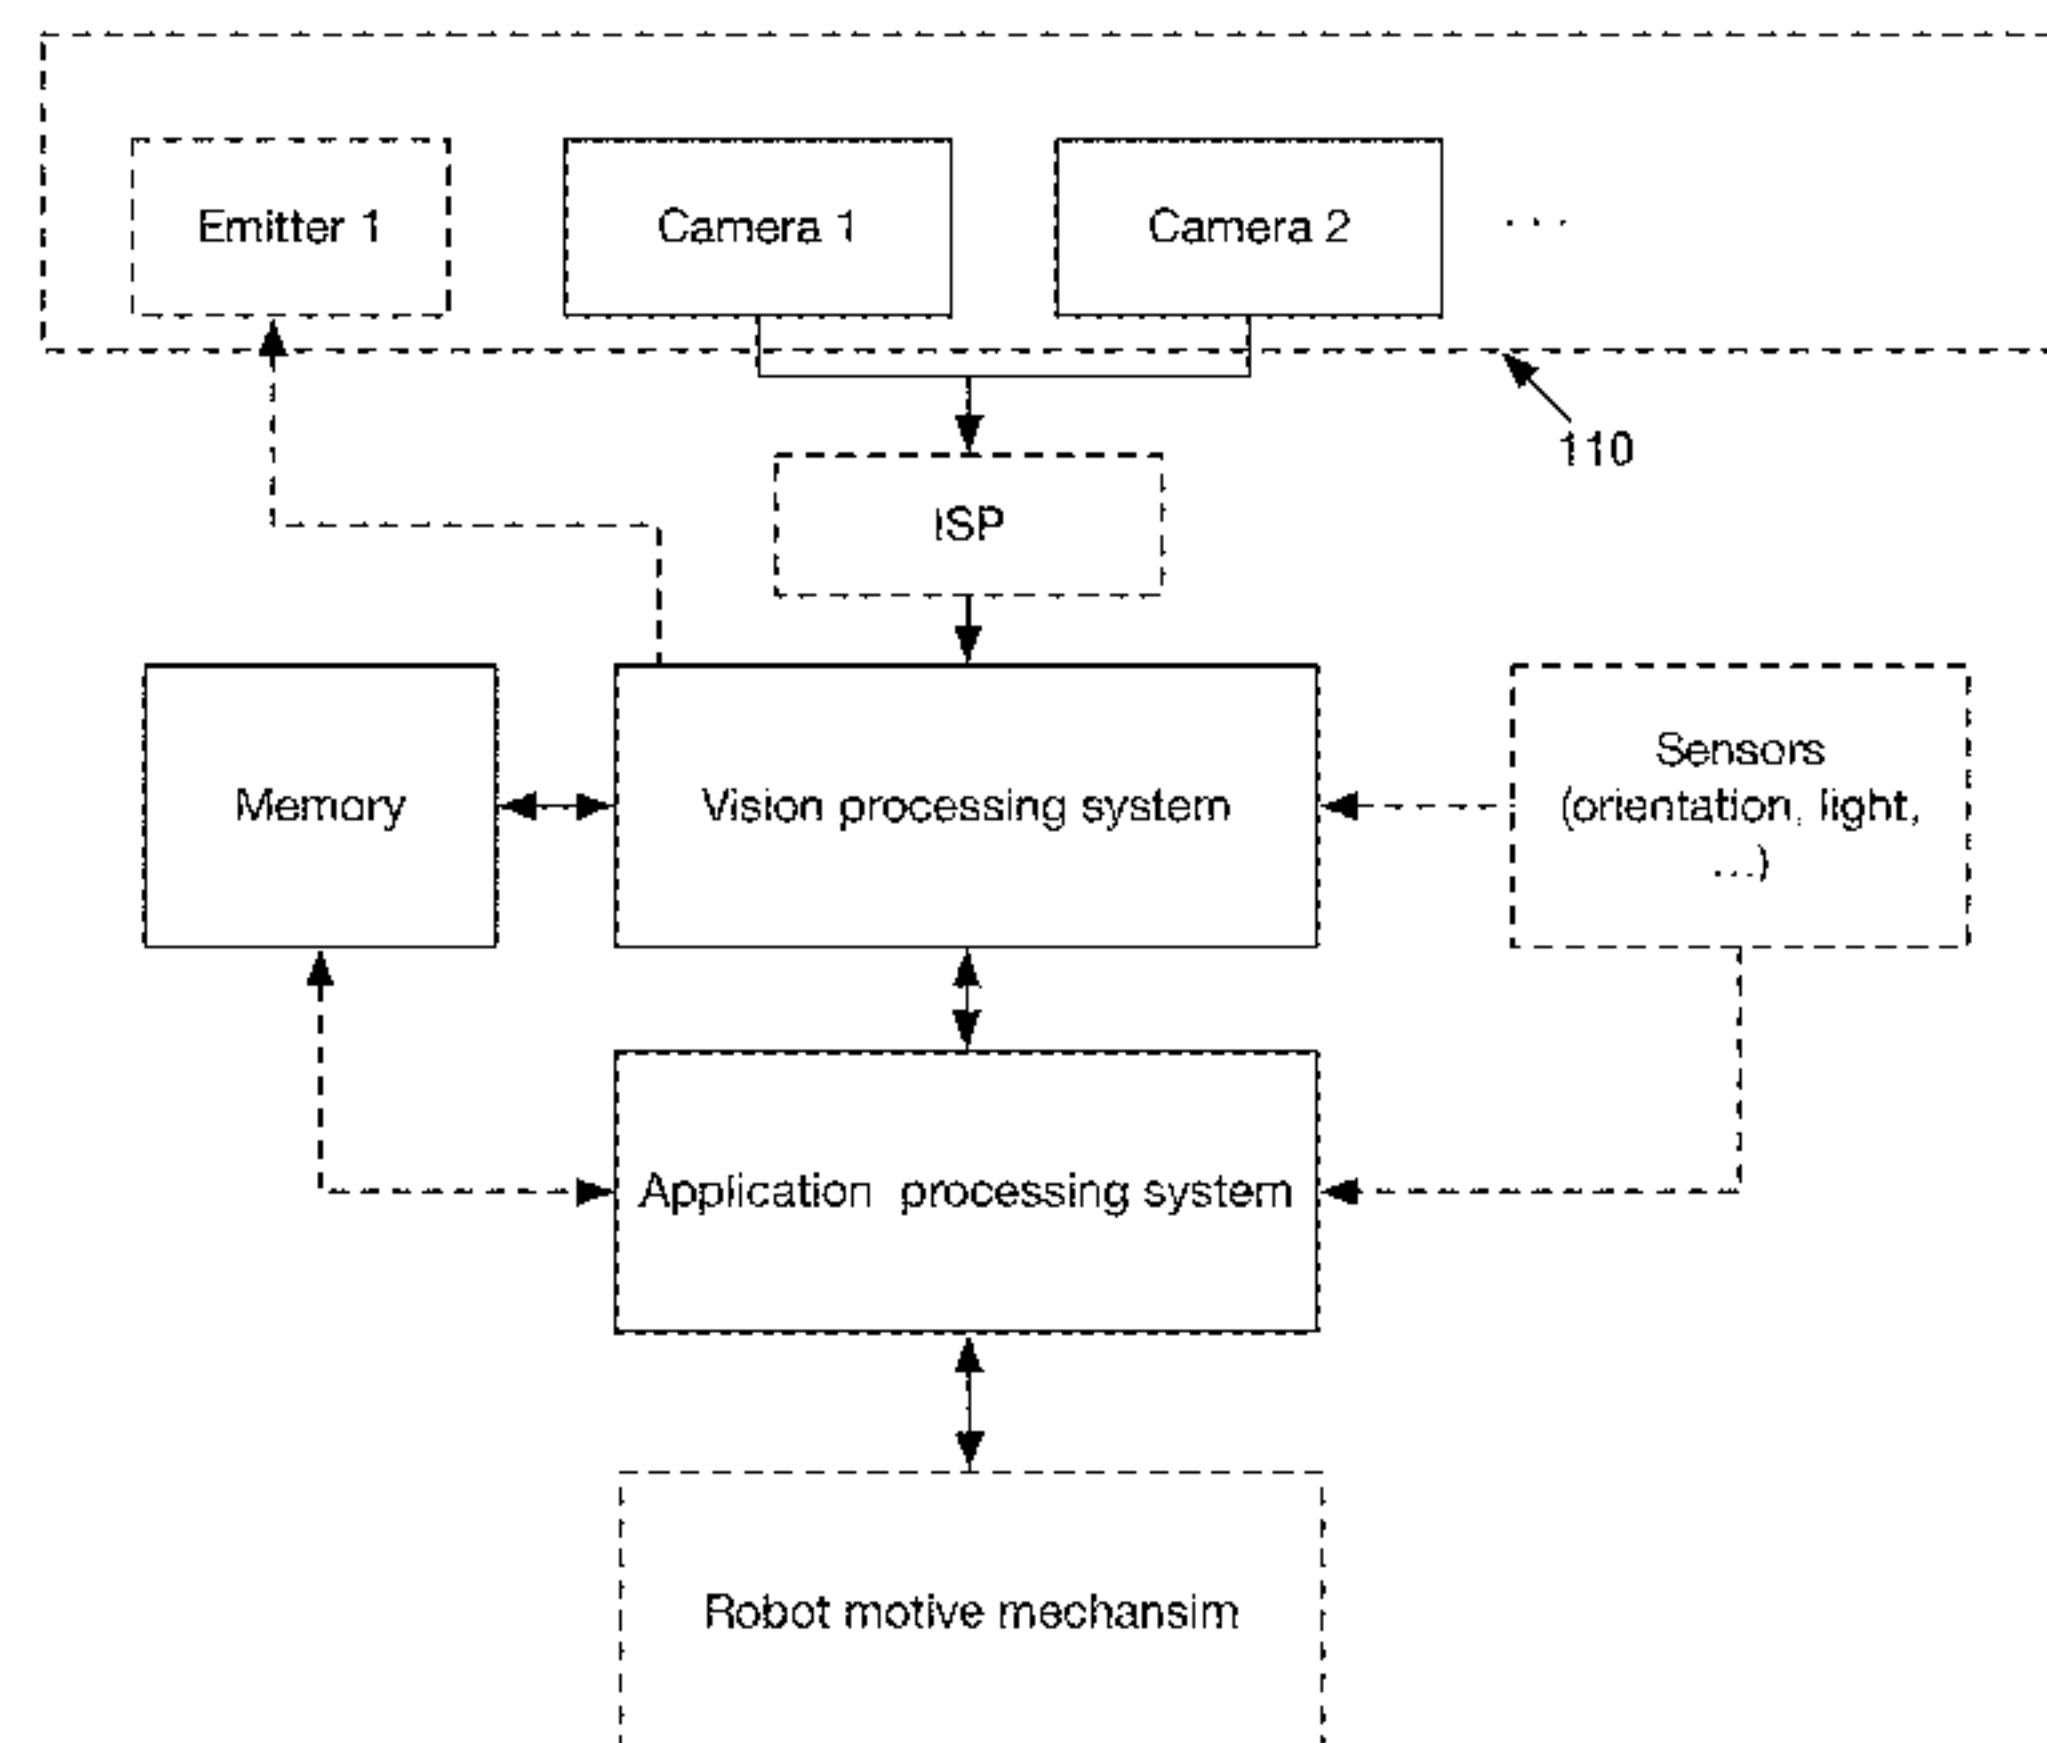 Emitter 1
Camera 1
Camera 2
...
110
ISP
Memory
Vision processing system
Sensors
(orientation, light,
...)
Application processing system
Robot motive mechansim